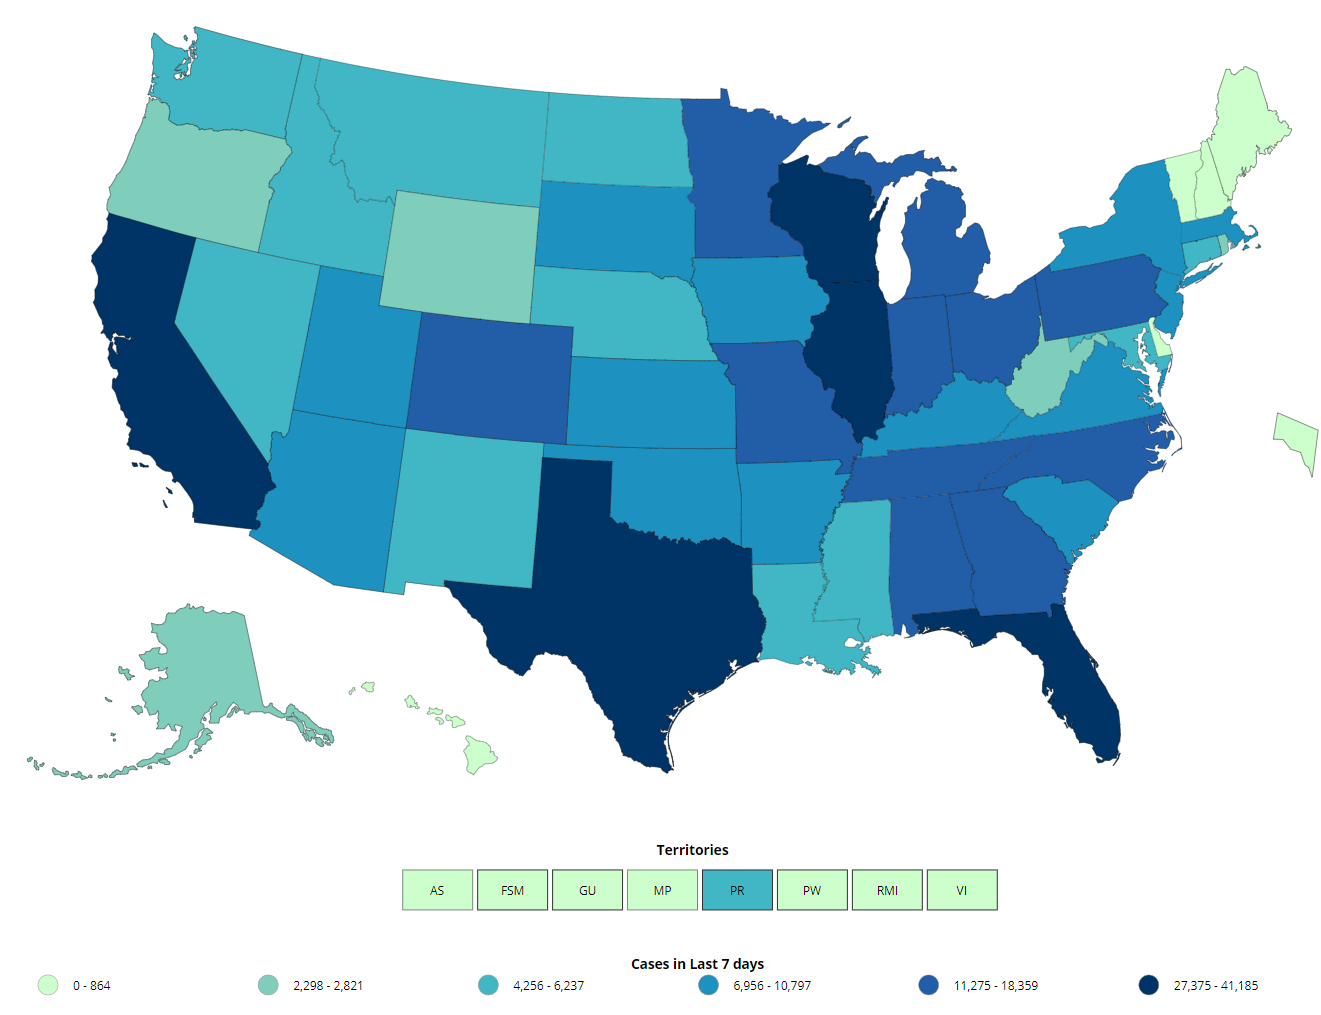 Territories
AS FSM GU MP PR PW RMI VI
Cases in Last 7 days
0 - 864 2,298 - 2,821 4,256 - 6,237 6,956 - 10,797 11,275 - 18,359 27,375 - 41,185